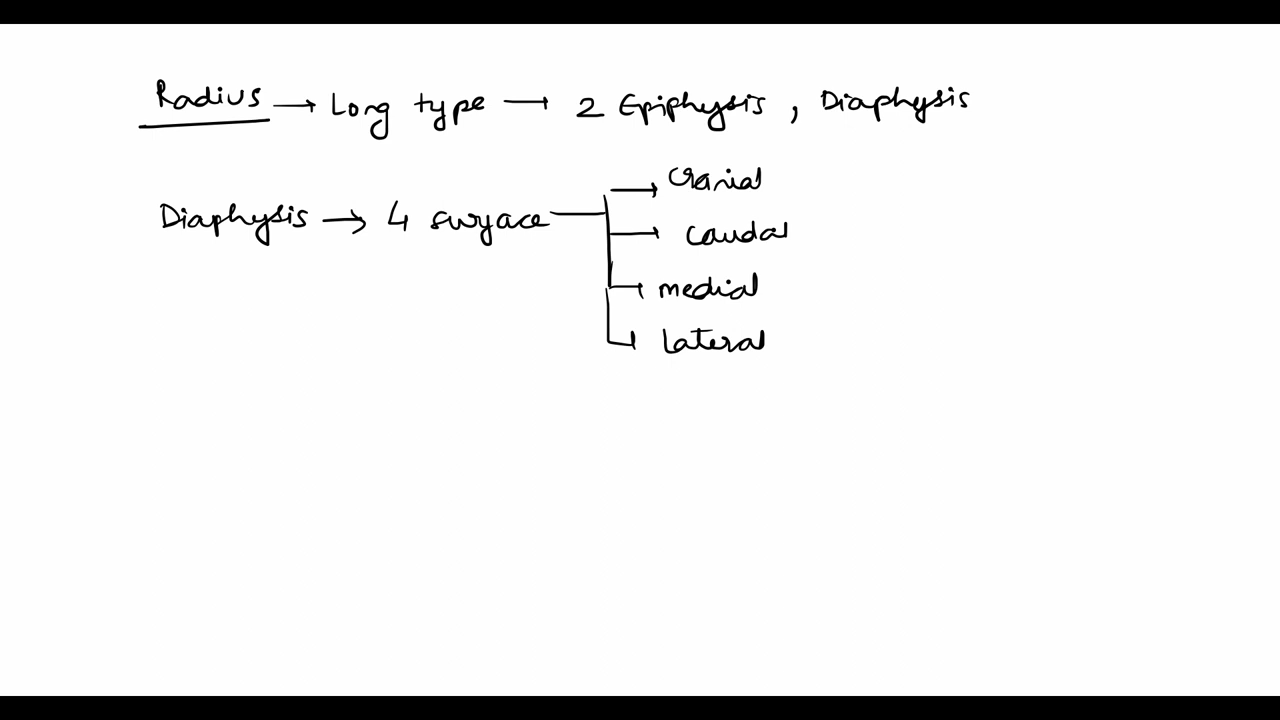 Radius → Long type → 2 Epiphysis, Diaphysis
Diaphysis → 4 surface → Cranial
→ caudal
→ medial
→ Lateral